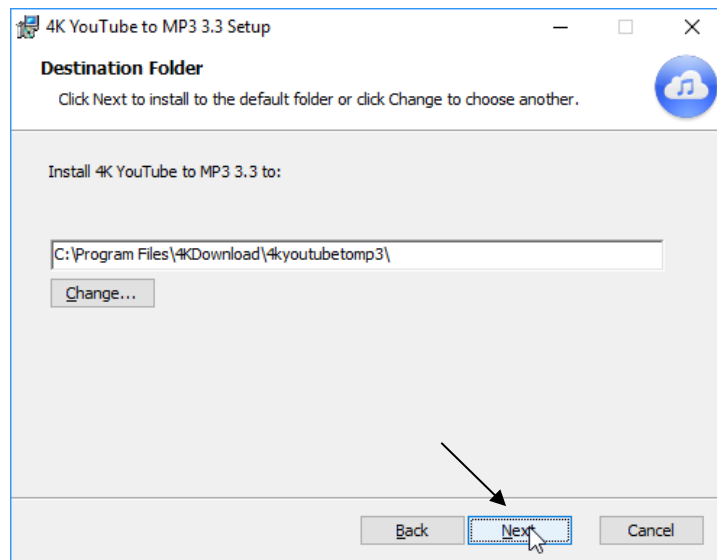 4K YouTube to MP3 3.3 Setup
Destination Folder
Click Next to install to the default folder or click Change to choose another.
Install 4K YouTube to MP3 3.3 to:
C:\Program Files\4KDownload\4kyoutubetomp3\
Change...
Back Next Cancel